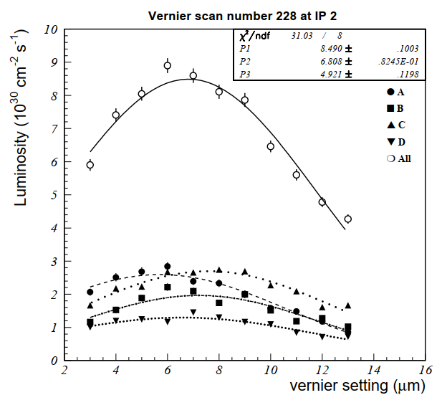 Vernier scan number 228 at IP 2
χ²/ndf 31.03 / 8
P1 8.490 ± .1003
P2 6.808 ± .8245E-01
P3 4.921 ± .1198
A
B
C
D
All
Luminosity (10³⁰ cm⁻² s⁻¹)
10
9
8
7
6
5
4
3
2
1
0
2 4 6 8 10 12 14 16
vernier setting (μm)